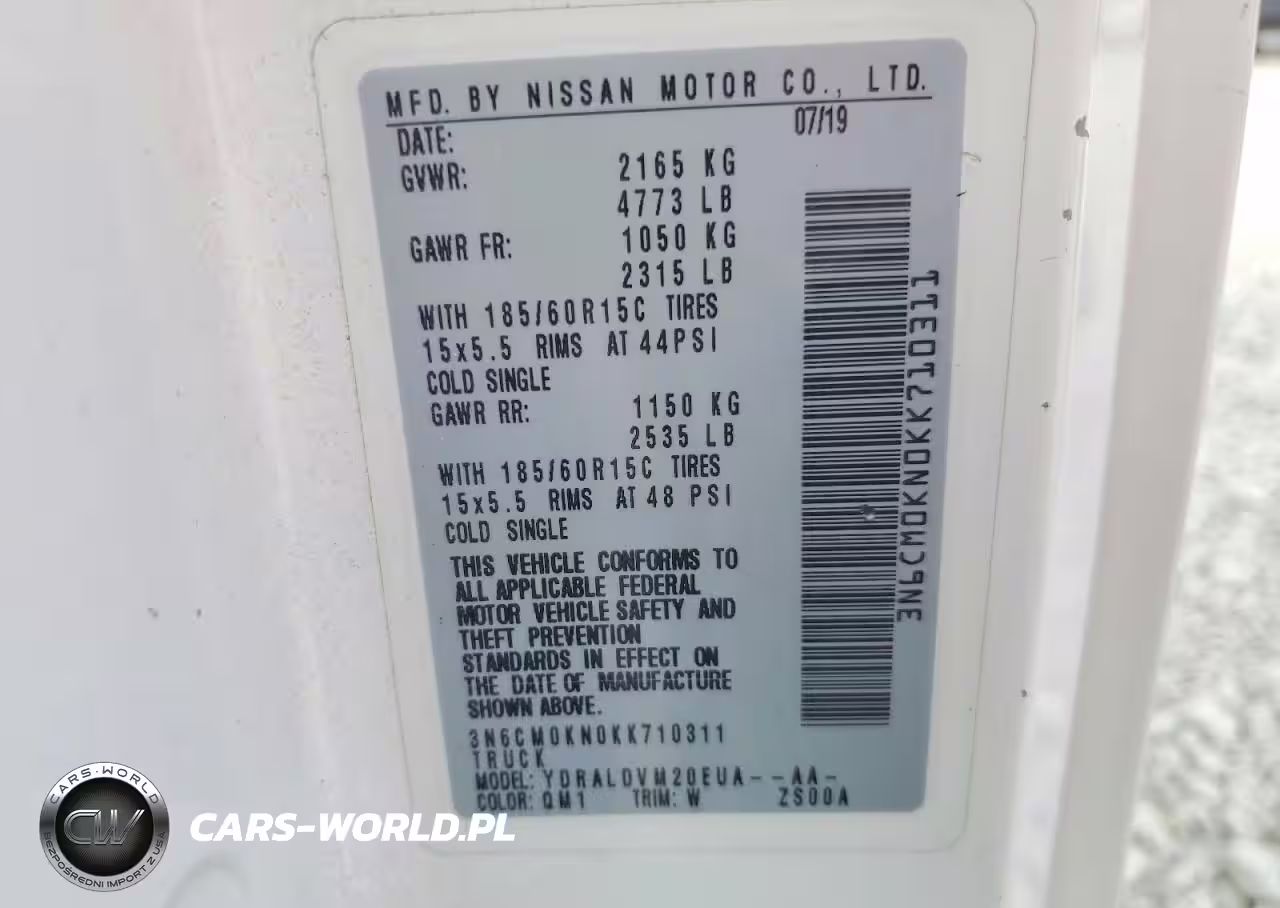 MFD. BY NISSAN MOTOR CO., LTD.
DATE: 07/19
GVWR: 2165 KG
4773 LB
GAWR FR: 1050 KG
2315 LB
WITH 185/60R15C TIRES
15x5.5 RIMS AT 44PSI
COLD SINGLE
GAWR RR: 1150 KG
2535 LB
WITH 185/60R15C TIRES
15x5.5 RIMS AT 48 PSI
COLD SINGLE
THIS VEHICLE CONFORMS TO
ALL APPLICABLE FEDERAL
MOTOR VEHICLE SAFETY AND
THEFT PREVENTION
STANDARDS IN EFFECT ON
THE DATE OF MANUFACTURE
SHOWN ABOVE.
3N6CM0KN0KK710311
TRUCK
MODEL: YDRALDVM20EUA--AA-
COLOR: QM1 TRIM: W ZS00A
3N6CM0KN0KK710311
CARS-WORLD
CW
BEZPOŚREDNI IMPORT Z USA
CARS-WORLD.PL